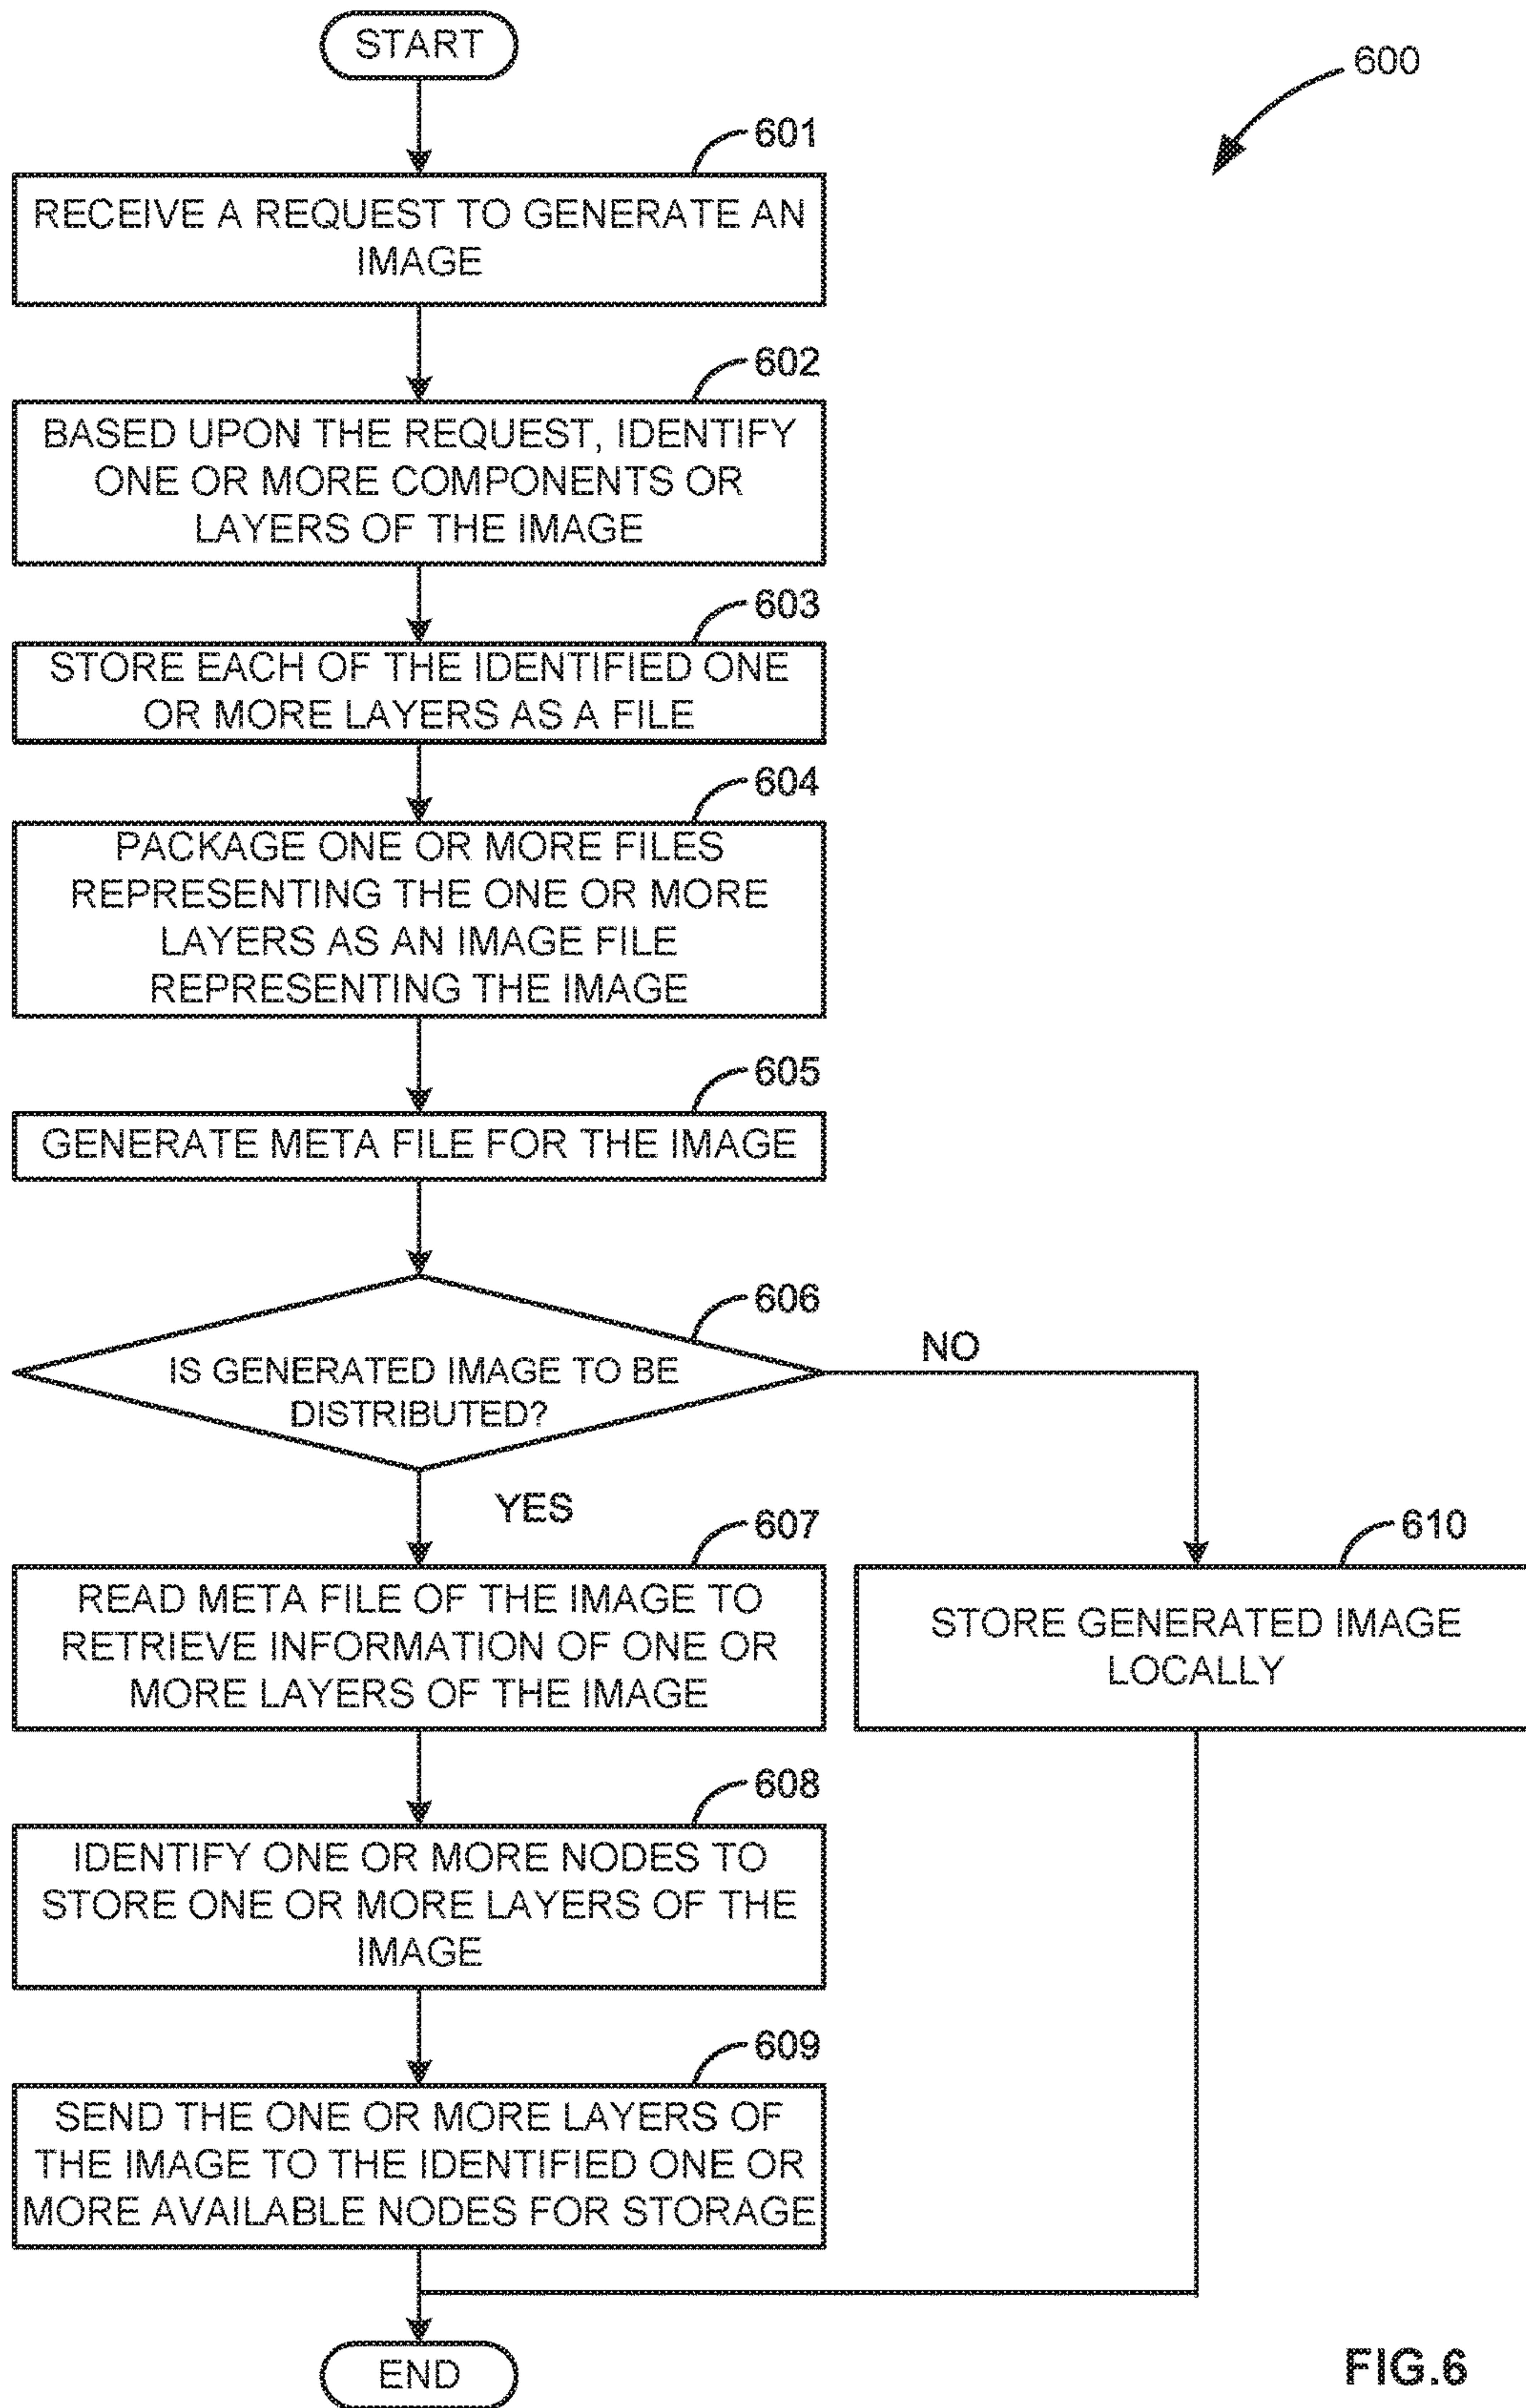 START
600
601
RECEIVE A REQUEST TO GENERATE AN
IMAGE
602
BASED UPON THE REQUEST, IDENTIFY
ONE OR MORE COMPONENTS OR
LAYERS OF THE IMAGE
603
STORE EACH OF THE IDENTIFIED ONE
OR MORE LAYERS AS A FILE
604
PACKAGE ONE OR MORE FILES
REPRESENTING THE ONE OR MORE
LAYERS AS AN IMAGE FILE
REPRESENTING THE IMAGE
605
GENERATE META FILE FOR THE IMAGE
606
IS GENERATED IMAGE TO BE
DISTRIBUTED?
NO
YES
607
READ META FILE OF THE IMAGE TO
RETRIEVE INFORMATION OF ONE OR
MORE LAYERS OF THE IMAGE
610
STORE GENERATED IMAGE
LOCALLY
608
IDENTIFY ONE OR MORE NODES TO
STORE ONE OR MORE LAYERS OF THE
IMAGE
609
SEND THE ONE OR MORE LAYERS OF
THE IMAGE TO THE IDENTIFIED ONE OR
MORE AVAILABLE NODES FOR STORAGE
END
FIG.6